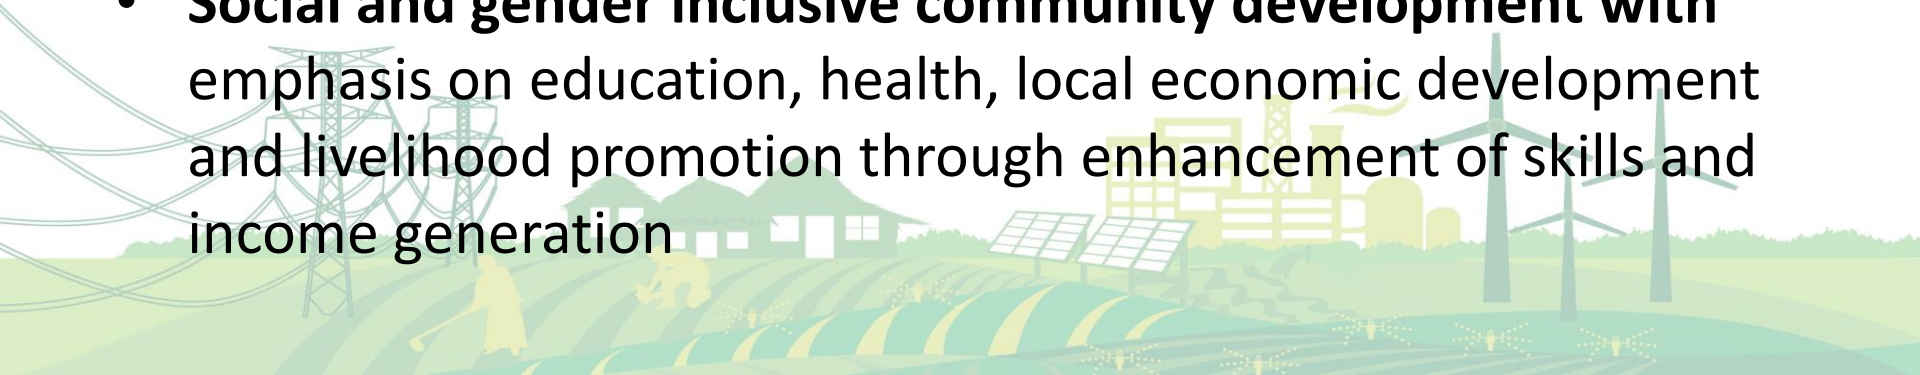 • Social and gender inclusive community development with
emphasis on education, health, local economic development
and livelihood promotion through enhancement of skills and
income generation